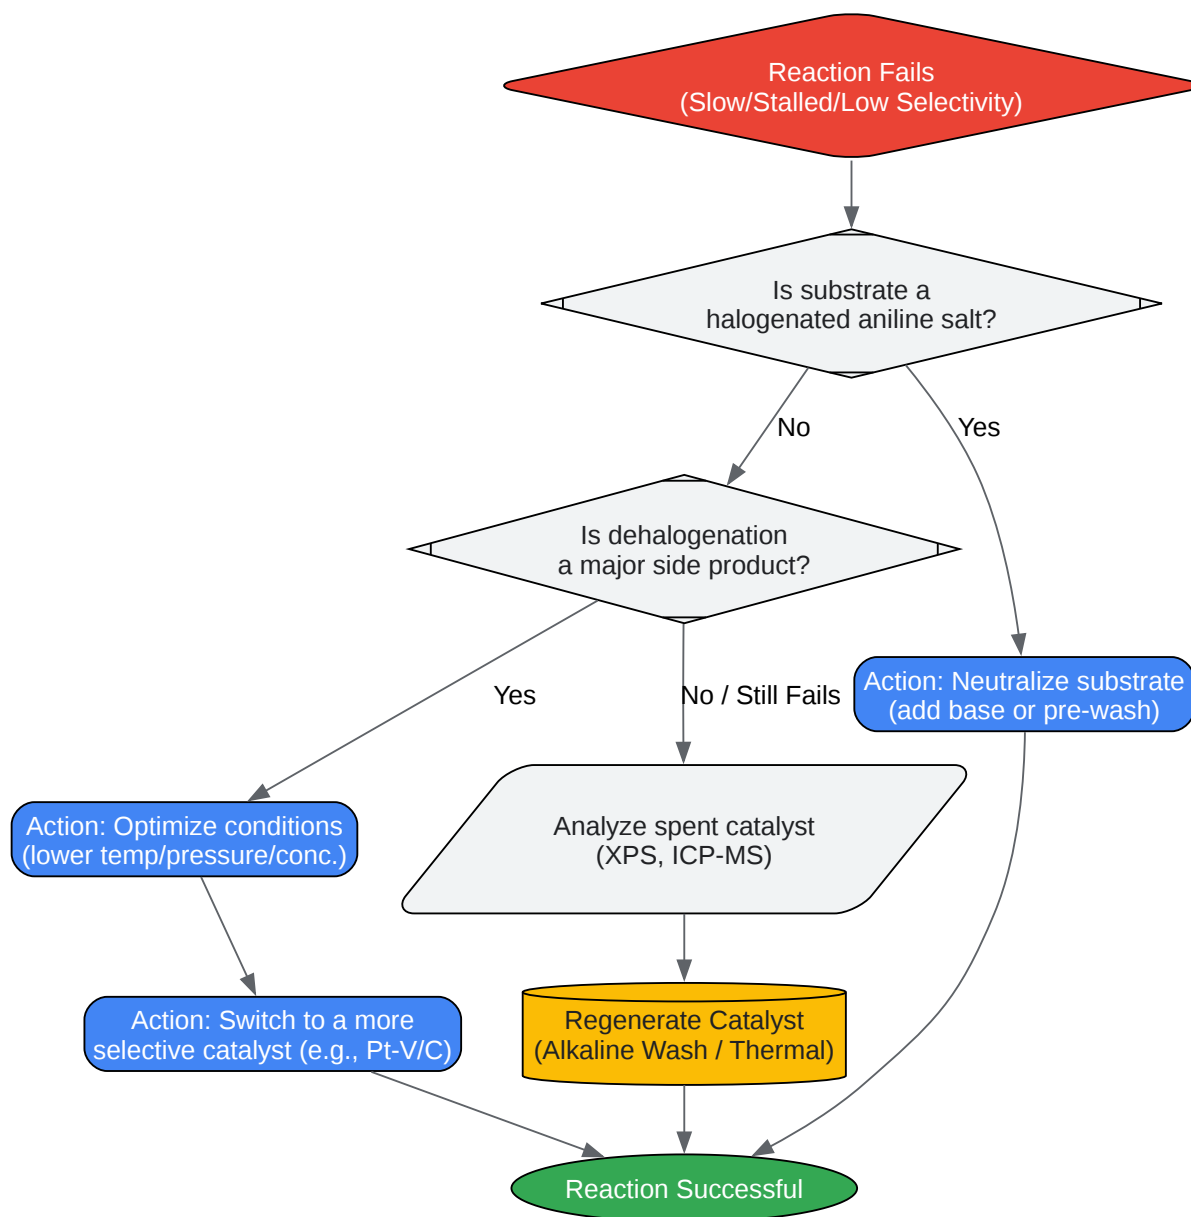 Reaction Fails
(Slow/Stalled/Low Selectivity)
Is substrate a
halogenated aniline salt?
No
Yes
Is dehalogenation
a major side product?
Yes
No / Still Fails
Action: Neutralize substrate
(add base or pre-wash)
Action: Optimize conditions
(lower temp/pressure/conc.)
Analyze spent catalyst
(XPS, ICP-MS)
Action: Switch to a more
selective catalyst (e.g., Pt-V/C)
Regenerate Catalyst
(Alkaline Wash / Thermal)
Reaction Successful